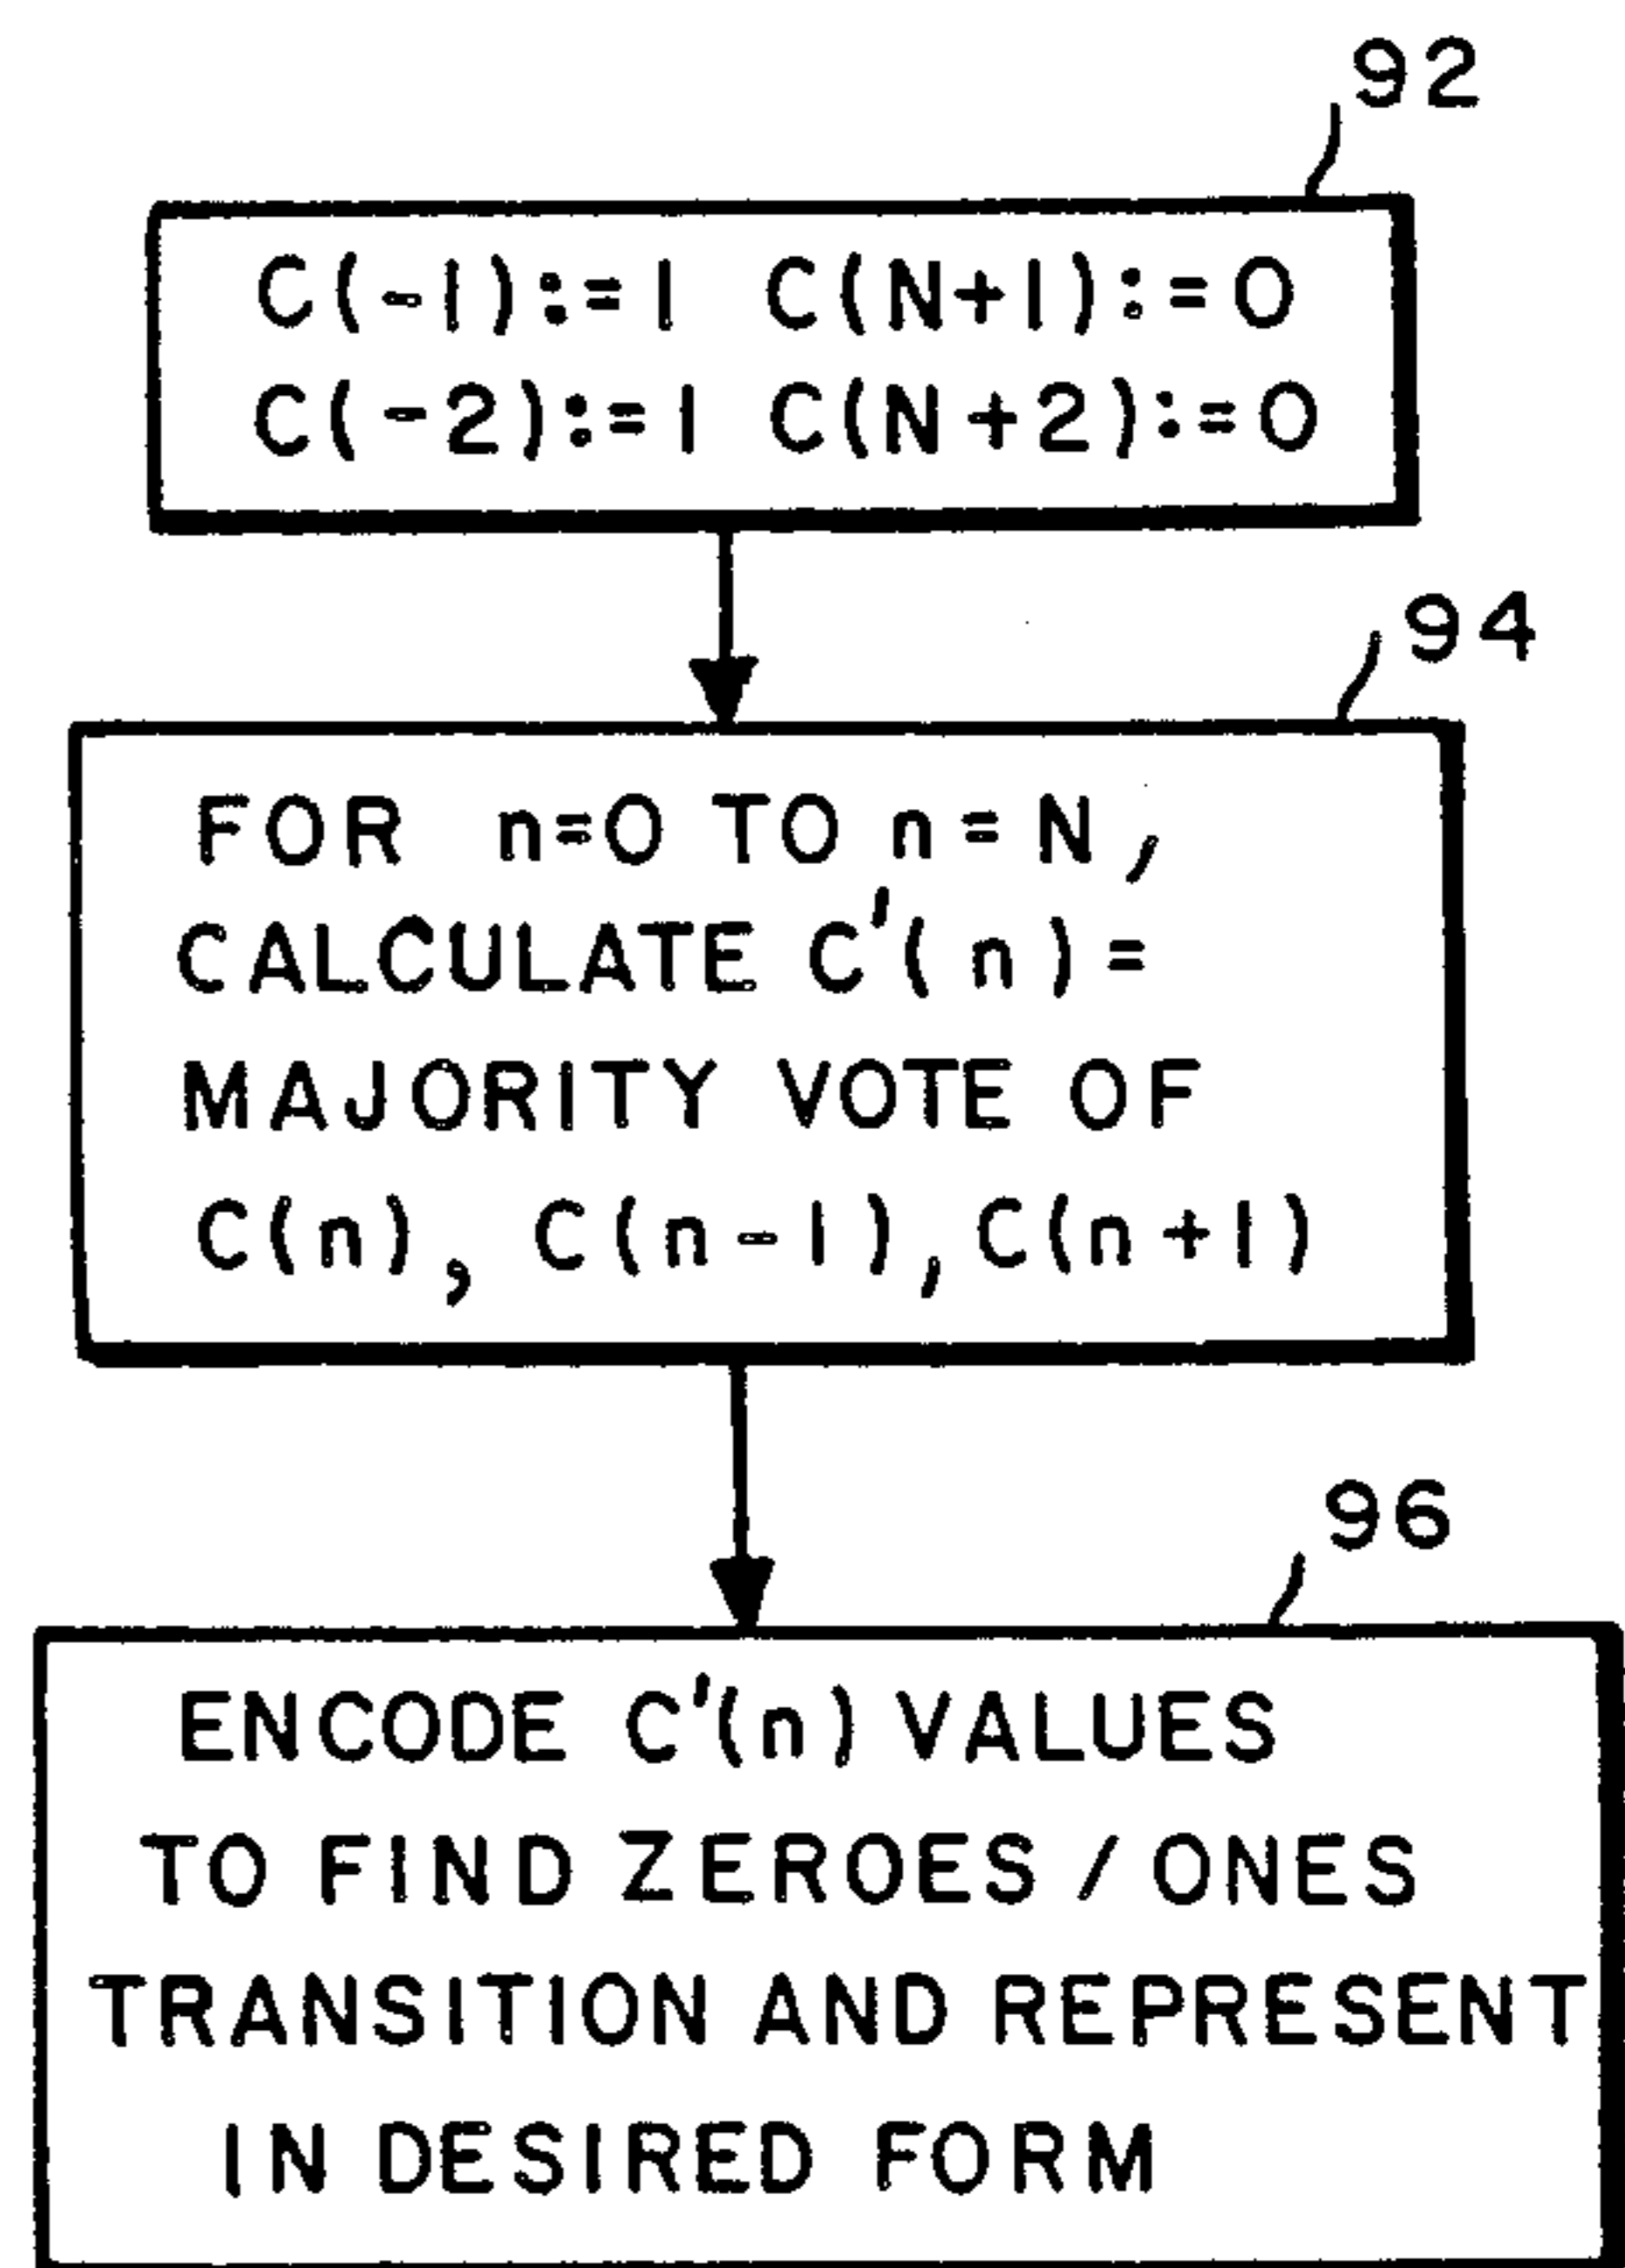 92
C(-1):=1 C(N+1):=0
C(-2):=1 C(N+2):=0
94
FOR n=0 TO n=N,
CALCULATE C'(n)=
MAJORITY VOTE OF
C(n), C(n-1), C(n+1)
96
ENCODE C'(n) VALUES
TO FIND ZEROES/ONES
TRANSITION AND REPRESENT
IN DESIRED FORM